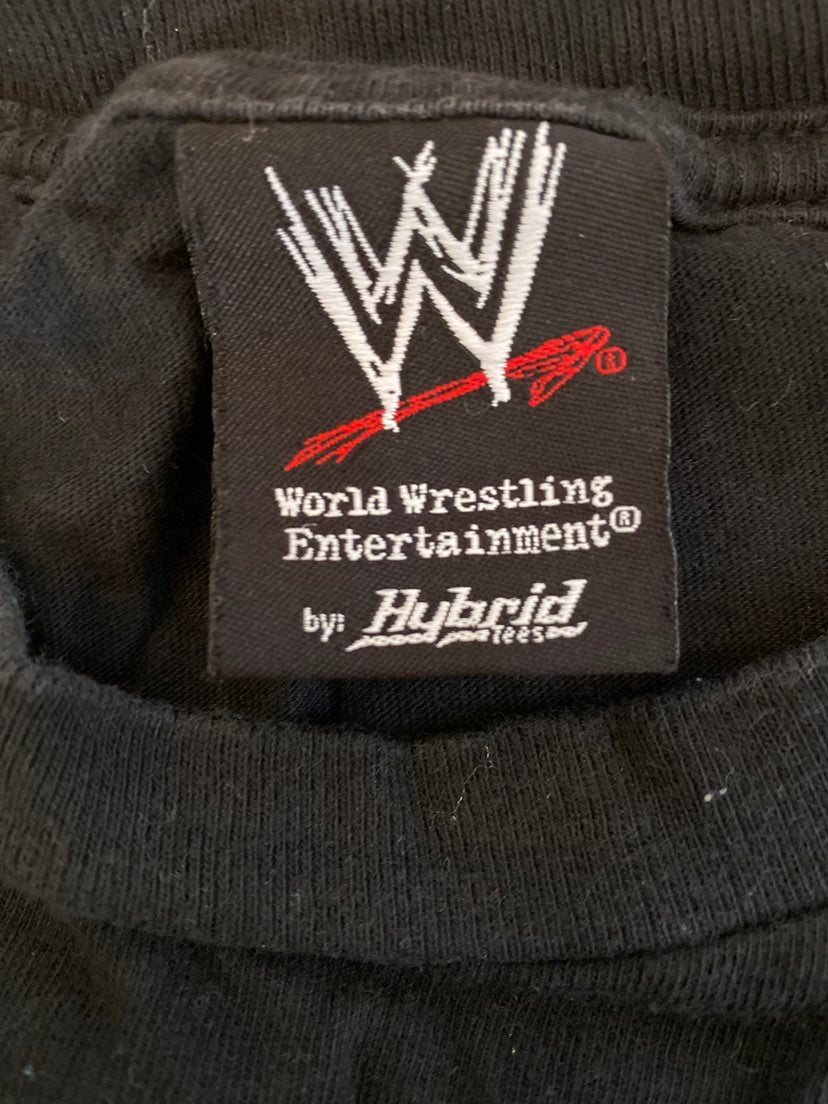 W
®
World Wrestling
Entertainment®
by: Hybrid
Tees